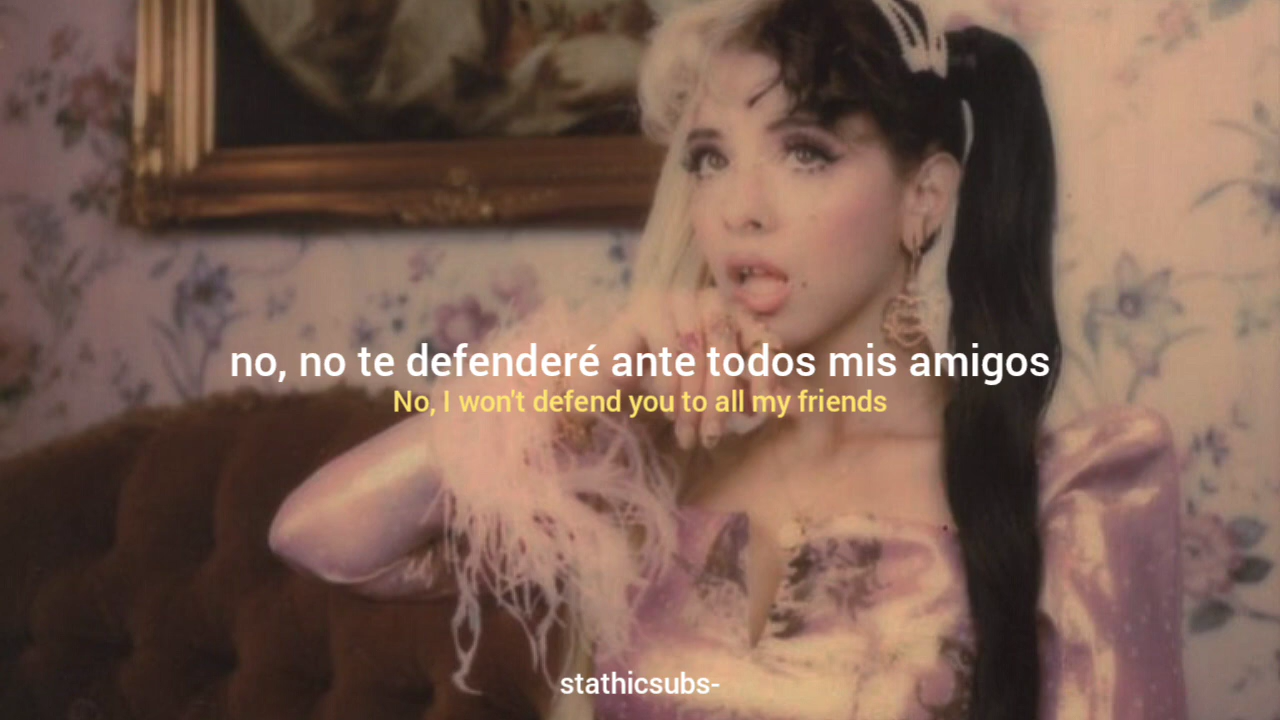 no, no te defenderé ante todos mis amigos
No, I won't defend you to all my friends
stathicsubs-